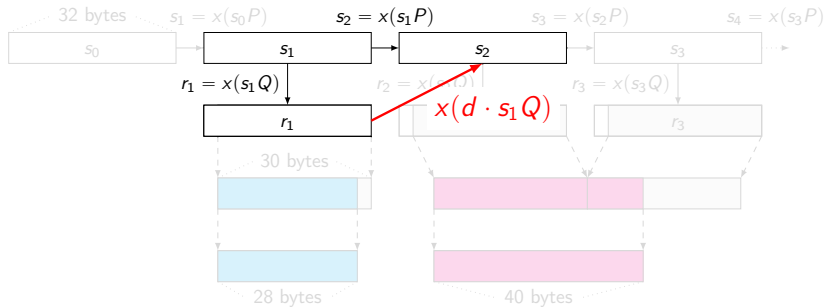 32 bytes
s₁ = x(s₀P)
s₂ = x(s₁P)
s₃ = x(s₂P)
s₄ = x(s₃P)
s₀
s₁
s₂
s₃
r₁ = x(s₁Q)
r₃ = x(s₃Q)
x(d · s₁Q)
r₁
r₃
30 bytes
28 bytes
40 bytes